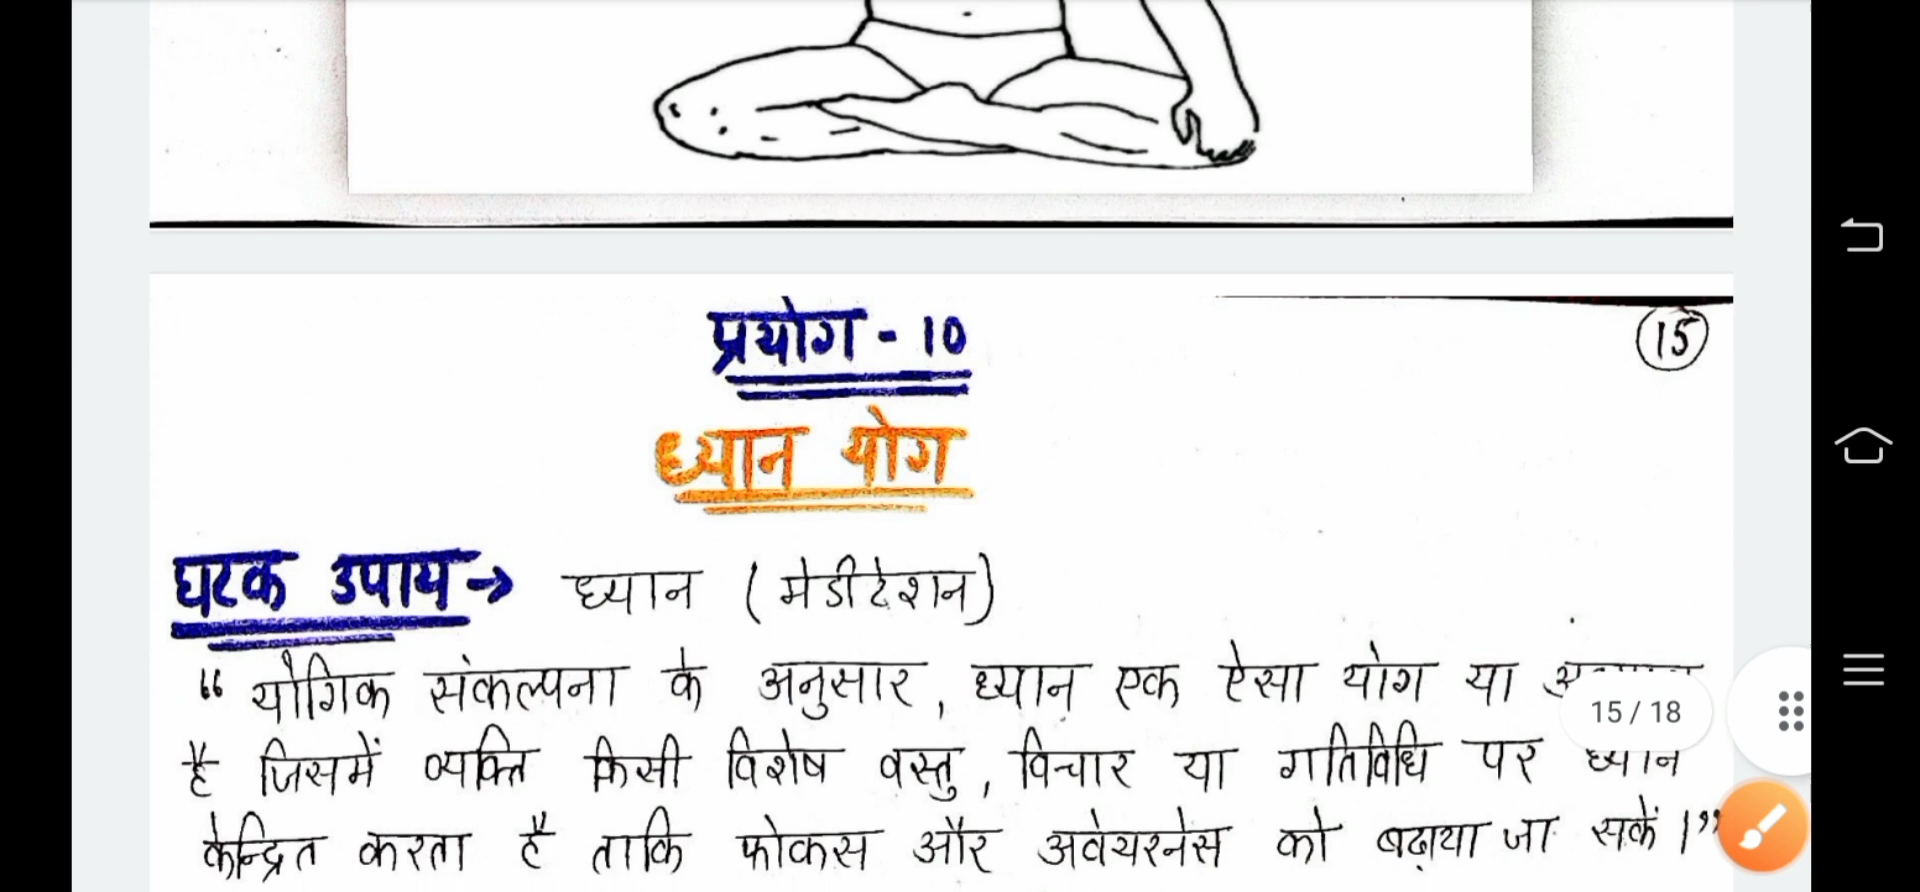 प्रयोग - 10
15
ध्यान योग
घटक उपाय → ध्यान (मेडीटेशन)
“ यौगिक संकल्पना के अनुसार, ध्यान एक ऐसा योग या
15 / 18
है जिसमें व्यक्ति किसी विशेष वस्तु, विचार या गतिविधि पर ध्यान
केन्द्रित करता है ताकि फोकस और अवेयरनेस को बढाया जा सकें।”